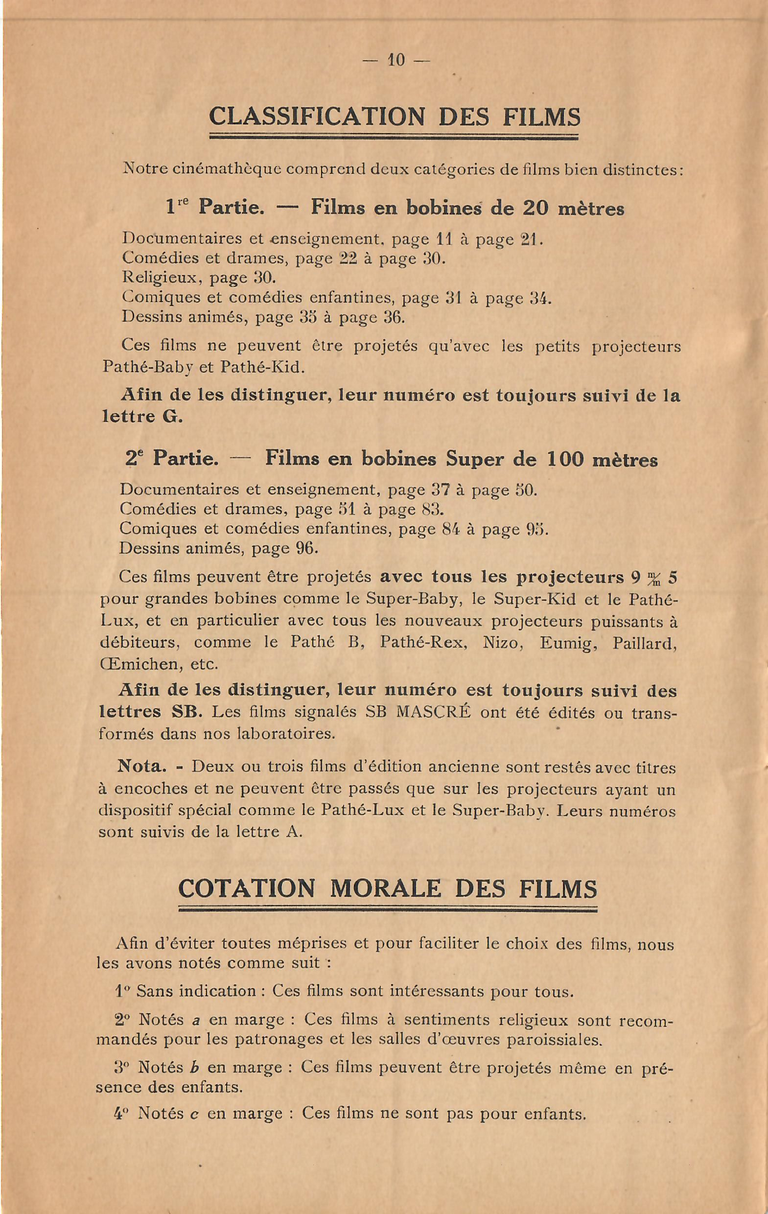 — 10 —
CLASSIFICATION DES FILMS
Notre cinémathèque comprend deux catégories de films bien distinctes :
1re Partie. — Films en bobines de 20 mètres
Documentaires et enseignement, page 11 à page 21.
Comédies et drames, page 22 à page 30.
Religieux, page 30.
Comiques et comédies enfantines, page 31 à page 34.
Dessins animés, page 35 à page 36.
Ces films ne peuvent être projetés qu'avec les petits projecteurs
Pathé-Baby et Pathé-Kid.
Afin de les distinguer, leur numéro est toujours suivi de la
lettre G.
2e Partie. — Films en bobines Super de 100 mètres
Documentaires et enseignement, page 37 à page 50.
Comédies et drames, page 51 à page 83.
Comiques et comédies enfantines, page 84 à page 95.
Dessins animés, page 96.
Ces films peuvent être projetés avec tous les projecteurs 9 m/m 5
pour grandes bobines comme le Super-Baby, le Super-Kid et le Pathé-
Lux, et en particulier avec tous les nouveaux projecteurs puissants à
débiteurs, comme le Pathé B, Pathé-Rex, Nizo, Eumig, Paillard,
Œmichen, etc.
Afin de les distinguer, leur numéro est toujours suivi des
lettres SB. Les films signalés SB MASCRÉ ont été édités ou trans-
formés dans nos laboratoires.
Nota. - Deux ou trois films d'édition ancienne sont restés avec titres
à encoches et ne peuvent être passés que sur les projecteurs ayant un
dispositif spécial comme le Pathé-Lux et le Super-Baby. Leurs numéros
sont suivis de la lettre A.
COTATION MORALE DES FILMS
Afin d'éviter toutes méprises et pour faciliter le choix des films, nous
les avons notés comme suit :
1° Sans indication : Ces films sont intéressants pour tous.
2° Notés a en marge : Ces films à sentiments religieux sont recom-
mandés pour les patronages et les salles d'œuvres paroissiales.
3° Notés b en marge : Ces films peuvent être projetés même en pré-
sence des enfants.
4° Notés c en marge : Ces films ne sont pas pour enfants.